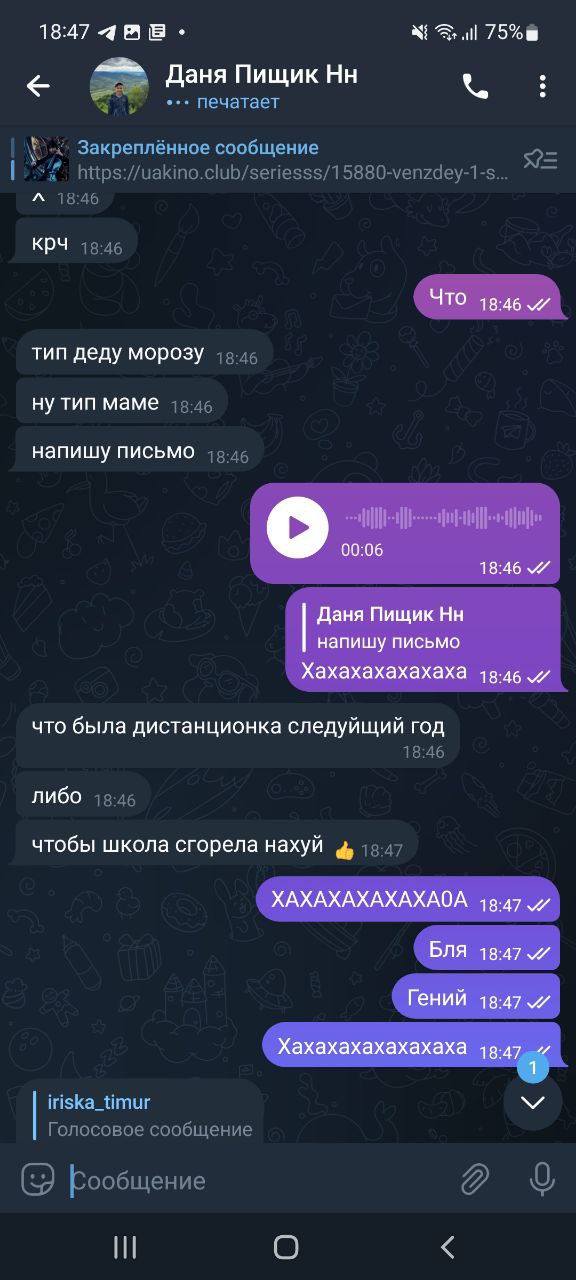 18:47
75%
Даня Пищик Нн
печатает
Закреплённое сообщение
https://uakino.club/seriesss/15880-venzdey-1-s...
18:46
крч 18:46
Что 18:46
тип деду морозу 18:46
ну тип маме 18:46
напишу письмо 18:46
00:06
18:46
Даня Пищик Нн
напишу письмо
Хахахахахахаха 18:46
что была дистанционка следуйщий год
18:46
либо 18:46
чтобы школа сгорела нахуй 👍 18:47
ХАХАХАХАХАХА0А 18:47
Бля 18:47
Гений 18:47
Хахахахахахахаха 18:47
1
iriska_timur
Голосовое сообщение
Сообщение